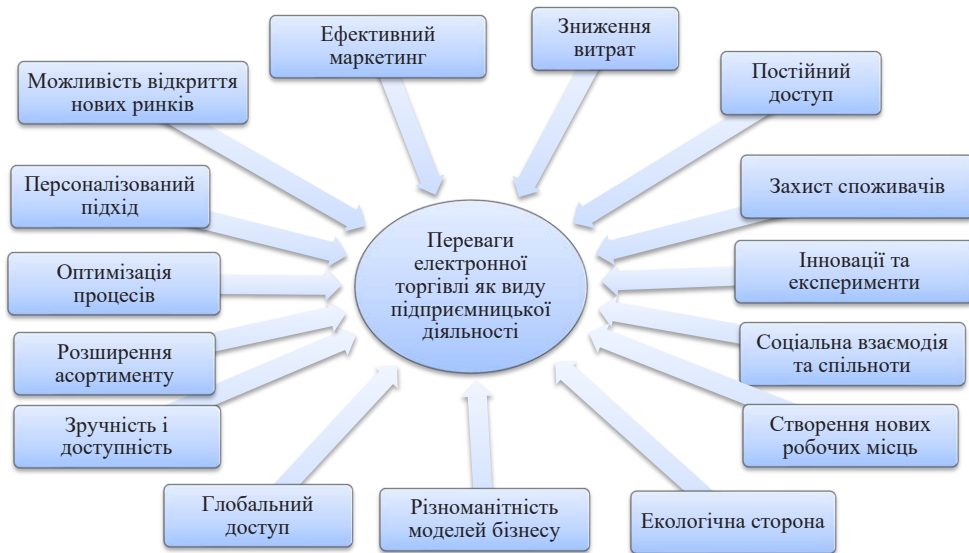 Ефективний
маркетинг
Зниження
витрат
Можливість відкриття
нових ринків
Постійний
доступ
Персоналізований
підхід
Захист споживачів
Переваги
електронної
торгівлі як виду
підприємницької
діяльності
Оптимізація
процесів
Інновації та
експерименти
Розширення
асортименту
Соціальна взаємодія
та спільноти
Зручність і
доступність
Створення нових
робочих місць
Глобальний
доступ
Різноманітність
моделей бізнесу
Екологічна сторона